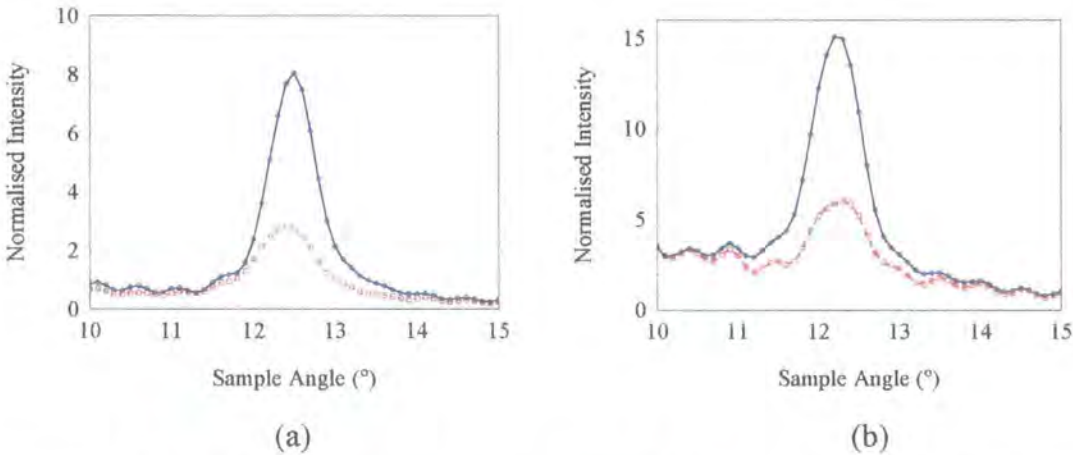 10
8
6
4
2
0
Normalised Intensity
10 11 12 13 14 15
Sample Angle (°)
(a)
15
10
5
0
Normalised Intensity
10 11 12 13 14 15
Sample Angle (°)
(b)